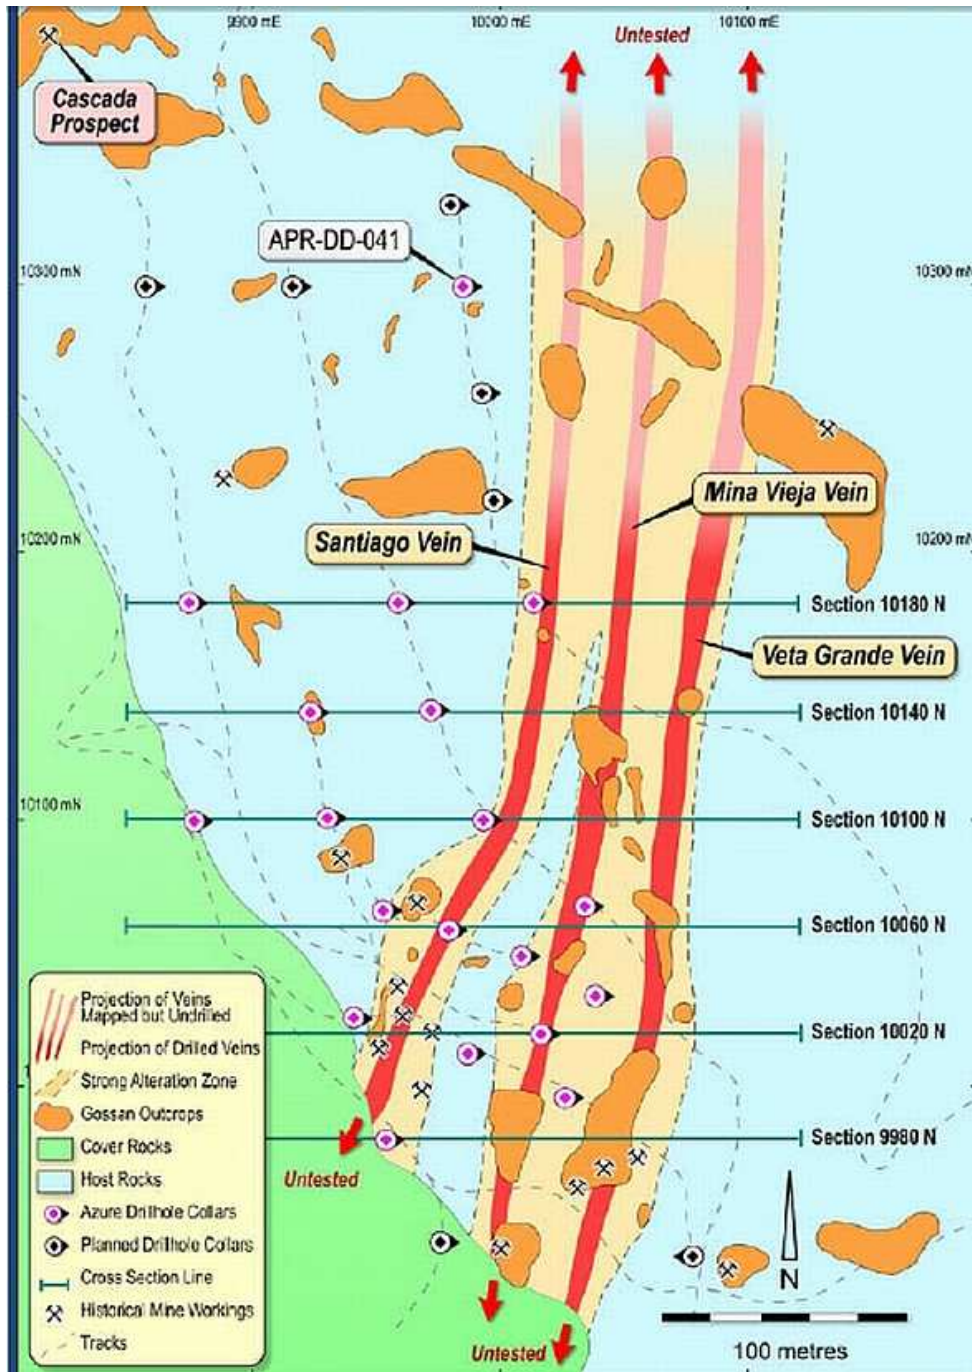 9900 mE
10000 mE
10100 mE
Untested
Cascada
Prospect
APR-DD-041
10300 mN
10300 mN
Mina Vieja Vein
Santiago Vein
10200 mN
10200 mN
Section 10180 N
Veta Grande Vein
Section 10140 N
10100 mN
Section 10100 N
Section 10060 N
Projection of Veins
Mapped but Undrilled
Projection of Drilled Veins
Strong Alteration Zone
Gossan Outcrops
Cover Rocks
Host Rocks
Azure Drillhole Collars
Planned Drillhole Collars
Cross Section Line
Historical Mine Workings
Tracks
Section 10020 N
Section 9980 N
Untested
N
100 metres
Untested